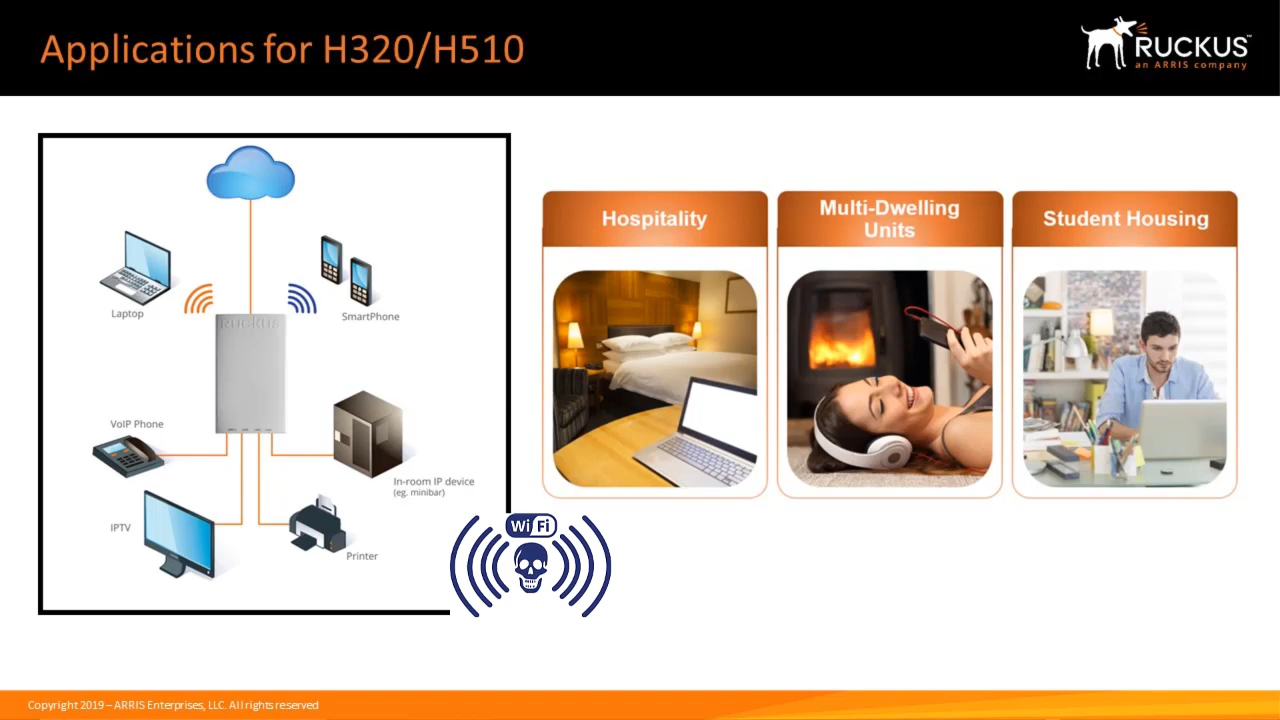 Applications for H320/H510
RUCKUS™
an ARRIS company
Laptop
SmartPhone
RUCKUS
VoIP Phone
In-room IP device
(eg. minibar)
IPTV
Printer
Wi Fi
Hospitality
Multi-Dwelling
Units
Student Housing
Copyright 2019 – ARRIS Enterprises, LLC. All rights reserved